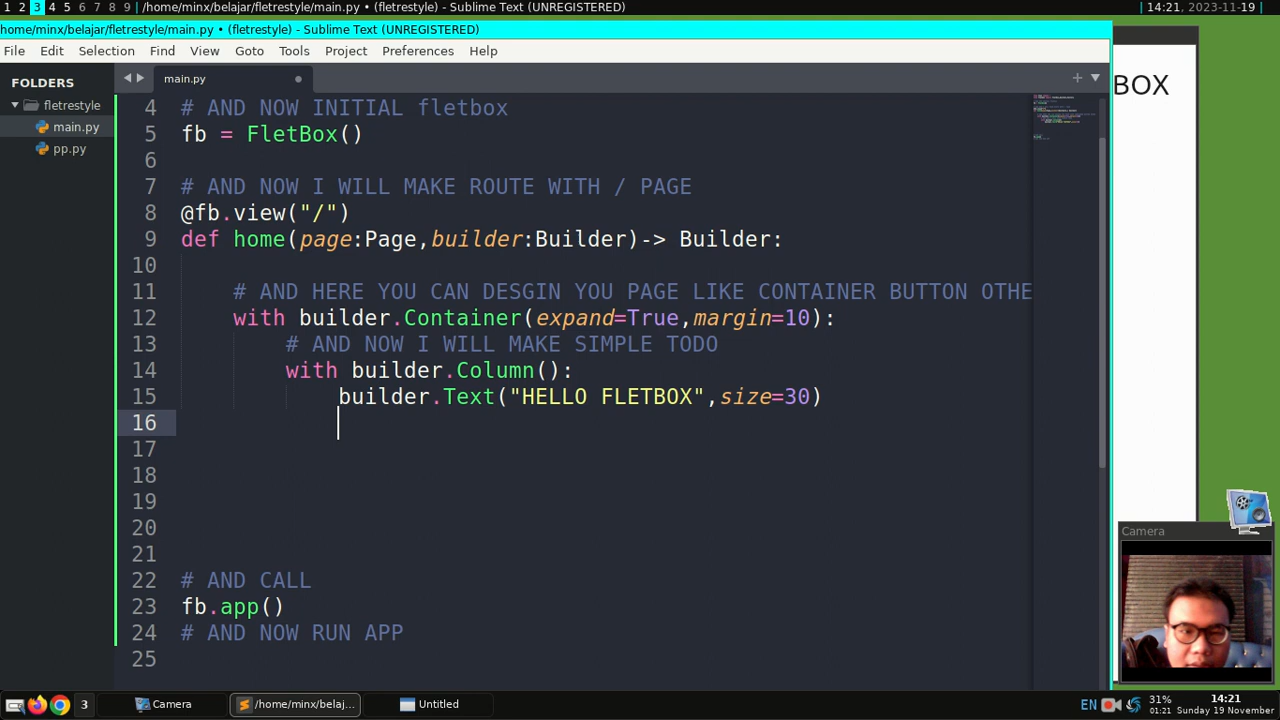 1 2 3 4 5 6 7 8 9 /home/minx/belajar/fletrestyle/main.py • (fletrestyle) - Sublime Text (UNREGISTERED) 14:21, 2023-11-19
home/minx/belajar/fletrestyle/main.py • (fletrestyle) - Sublime Text (UNREGISTERED)
File Edit Selection View Goto Tools Project Preferences Help
FOLDERS
fletrestyle
main.py
pp.py
main.py
BOX
4 # AND NOW INITIAL fletbox
5 fb = FletBox()
6
7 # AND NOW I WILL MAKE ROUTE WITH / PAGE
8 @fb.view("/")
9 def home(page:Page,builder:Builder)-> Builder:
10
11 # AND HERE YOU CAN DESGIN YOU PAGE LIKE CONTAINER BUTTON OTHE
12 with builder.Container(expand=True,margin=10):
13 # AND NOW I WILL MAKE SIMPLE TODO
14 with builder.Column():
15 builder.Text("HELLO FLETBOX",size=30)
16
17
18
19
20
21
22 # AND CALL
23 fb.app()
24 # AND NOW RUN APP
25
Camera
3 Camera /home/minx/belaj... Untitled EN 31% 01:21 14:21 Sunday 19 November